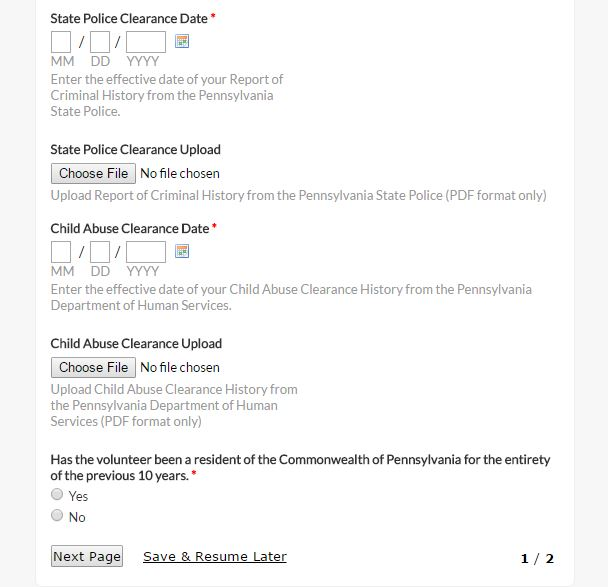 State Police Clearance Date *
/ /
MM DD YYYY
Enter the effective date of your Report of
Criminal History from the Pennsylvania
State Police.
State Police Clearance Upload
Choose File No file chosen
Upload Report of Criminal History from the Pennsylvania State Police (PDF format only)
Child Abuse Clearance Date *
/ /
MM DD YYYY
Enter the effective date of your Child Abuse Clearance History from the Pennsylvania
Department of Human Services.
Child Abuse Clearance Upload
Choose File No file chosen
Upload Child Abuse Clearance History from
the Pennsylvania Department of Human
Services (PDF format only)
Has the volunteer been a resident of the Commonwealth of Pennsylvania for the entirety
of the previous 10 years. *
Yes
No
Next Page Save & Resume Later 1 / 2